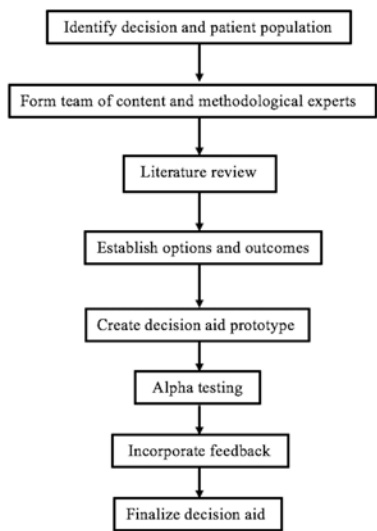 Identify decision and patient population
Form team of content and methodological experts
Literature review
Establish options and outcomes
Create decision aid prototype
Alpha testing
Incorporate feedback
Finalize decision aid